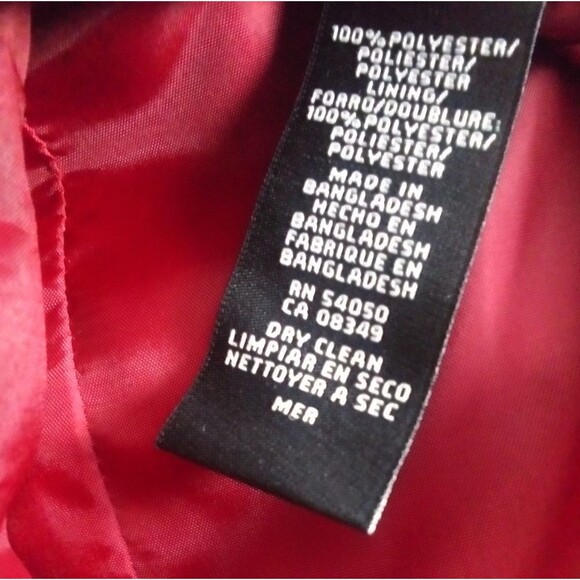 100% POLYESTER/
POLIESTER/
POLYESTER
LINING/
FORRO/DOUBLURE:
100% POLYESTER/
POLIESTER/
POLYESTER
MADE IN
BANGLADESH
HECHO EN
BANGLADESH
FABRIQUE EN
BANGLADESH
RN 54050
CA 08349
DRY CLEAN
LIMPIAR EN SECO
NETTOYER A SEC
MER